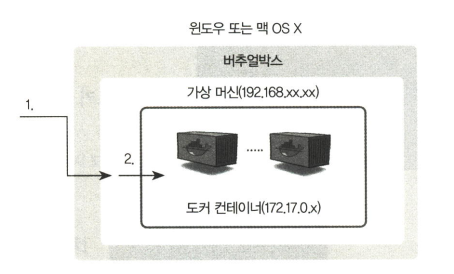 윈도우 또는 맥 OS X
버추얼박스
가상 머신(192.168.xx.xx)
1.
2.
.....
도커 컨테이너(172.17.0.x)